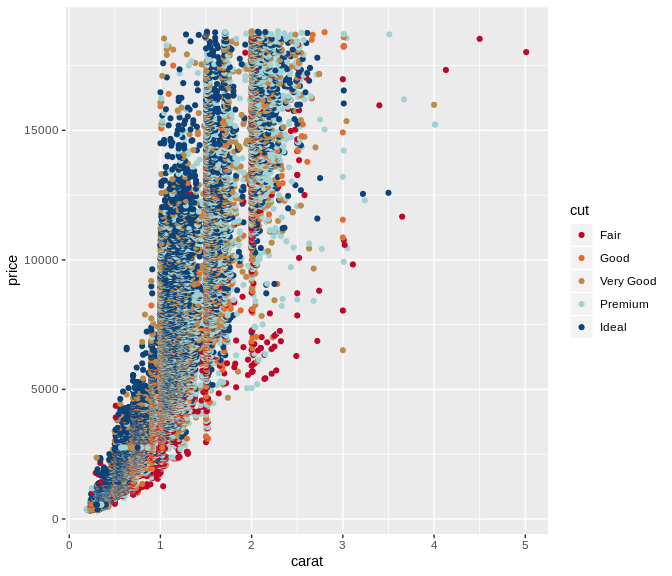 15000
10000
5000
0
price
0
1
2
3
4
5
carat
cut
Fair
Good
Very Good
Premium
Ideal